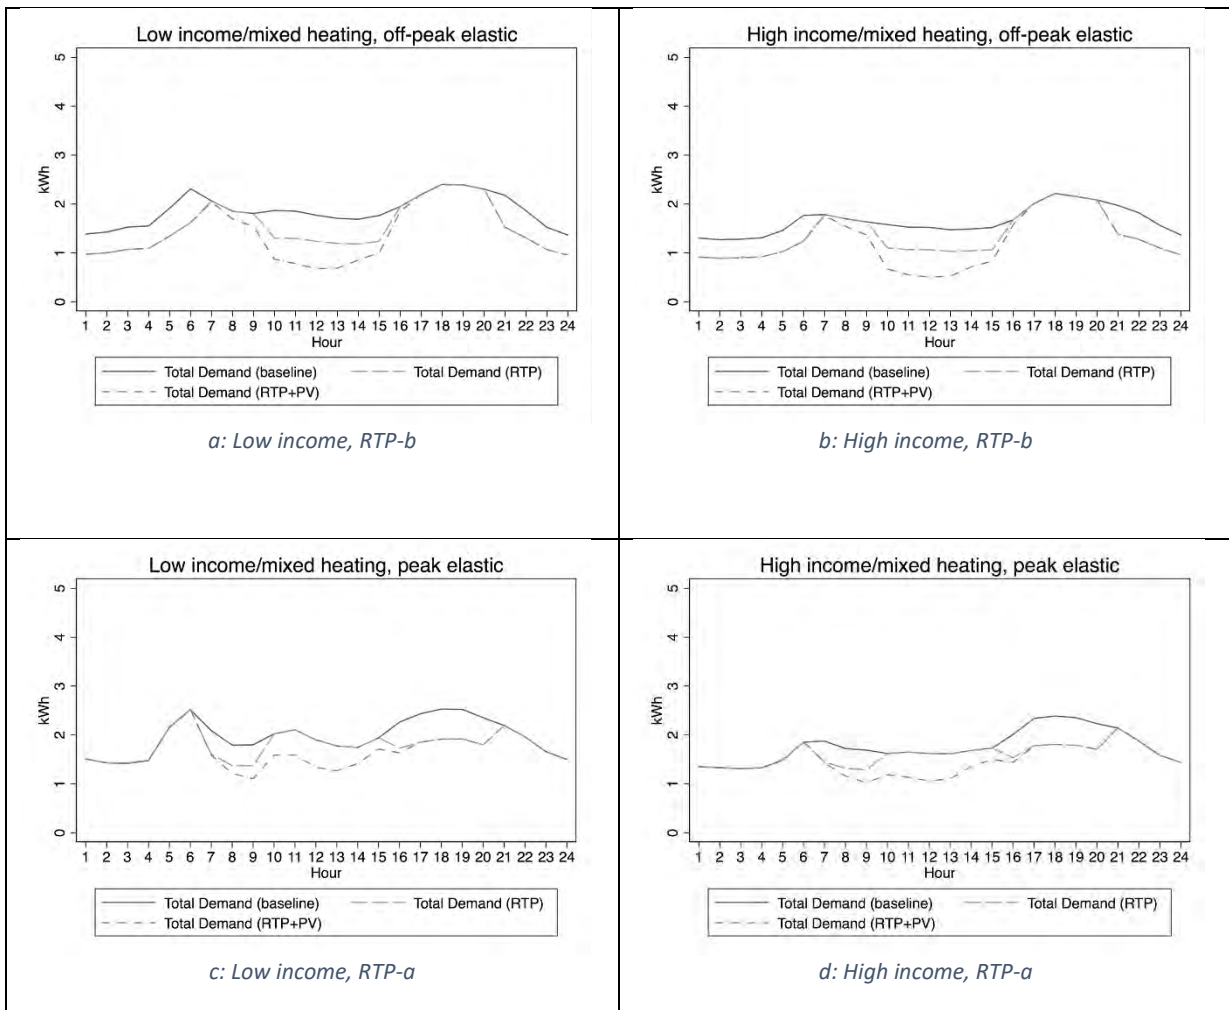 Low income/mixed heating, off-peak elastic
5
4
3
2
1
0
kWh
1 2 3 4 5 6 7 8 9 10 11 12 13 14 15 16 17 18 19 20 21 22 23 24
Hour
Total Demand (baseline) Total Demand (RTP)
Total Demand (RTP+PV)
a: Low income, RTP-b
High income/mixed heating, off-peak elastic
5
4
3
2
1
0
kWh
1 2 3 4 5 6 7 8 9 10 11 12 13 14 15 16 17 18 19 20 21 22 23 24
Hour
Total Demand (baseline) Total Demand (RTP)
Total Demand (RTP+PV)
b: High income, RTP-b
Low income/mixed heating, peak elastic
5
4
3
2
1
0
kWh
1 2 3 4 5 6 7 8 9 10 11 12 13 14 15 16 17 18 19 20 21 22 23 24
Hour
Total Demand (baseline) Total Demand (RTP)
Total Demand (RTP+PV)
c: Low income, RTP-a
High income/mixed heating, peak elastic
5
4
3
2
1
0
kWh
1 2 3 4 5 6 7 8 9 10 11 12 13 14 15 16 17 18 19 20 21 22 23 24
Hour
Total Demand (baseline) Total Demand (RTP)
Total Demand (RTP+PV)
d: High income, RTP-a